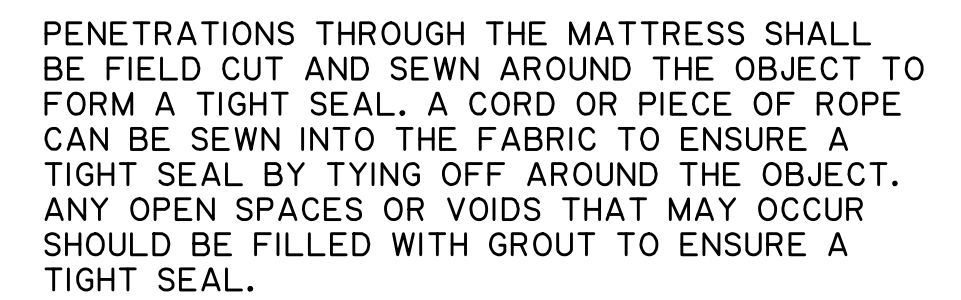 PENETRATIONS THROUGH THE MATTRESS SHALL
BE FIELD CUT AND SEWN AROUND THE OBJECT TO
FORM A TIGHT SEAL. A CORD OR PIECE OF ROPE
CAN BE SEWN INTO THE FABRIC TO ENSURE A
TIGHT SEAL BY TYING OFF AROUND THE OBJECT.
ANY OPEN SPACES OR VOIDS THAT MAY OCCUR
SHOULD BE FILLED WITH GROUT TO ENSURE A
TIGHT SEAL.